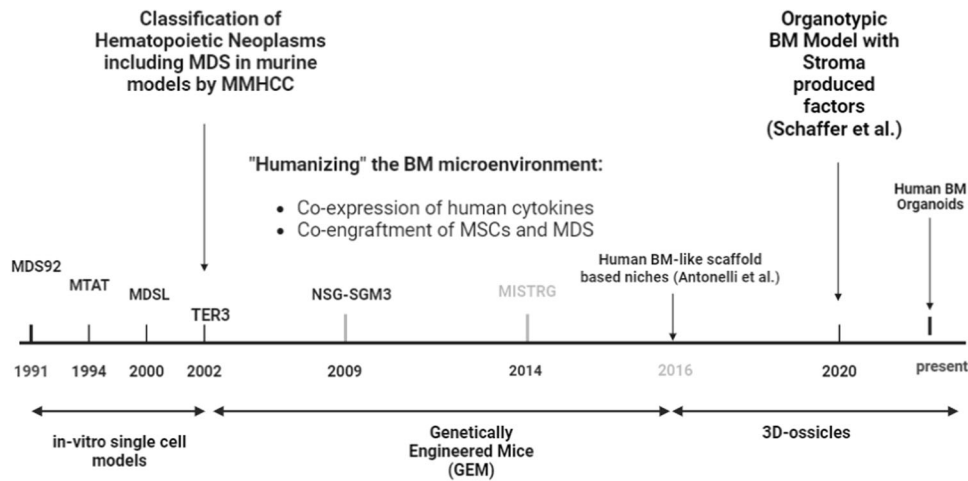 Classification of
Hematopoietic Neoplasms
including MDS in murine
models by MMHCC
Organotypic
BM Model with
Stroma
produced
factors
(Schaffer et al.)
"Humanizing" the BM microenvironment:
• Co-expression of human cytokines
• Co-engraftment of MSCs and MDS
Human BM
Organoids
Human BM-like scaffold
based niches (Antonelli et al.)
MDS92
MTAT
MDSL
TER3
NSG-SGM3
MISTRG
1991
1994
2000
2002
2009
2014
2016
2020
present
in-vitro single cell
models
Genetically
Engineered Mice
(GEM)
3D-ossicles